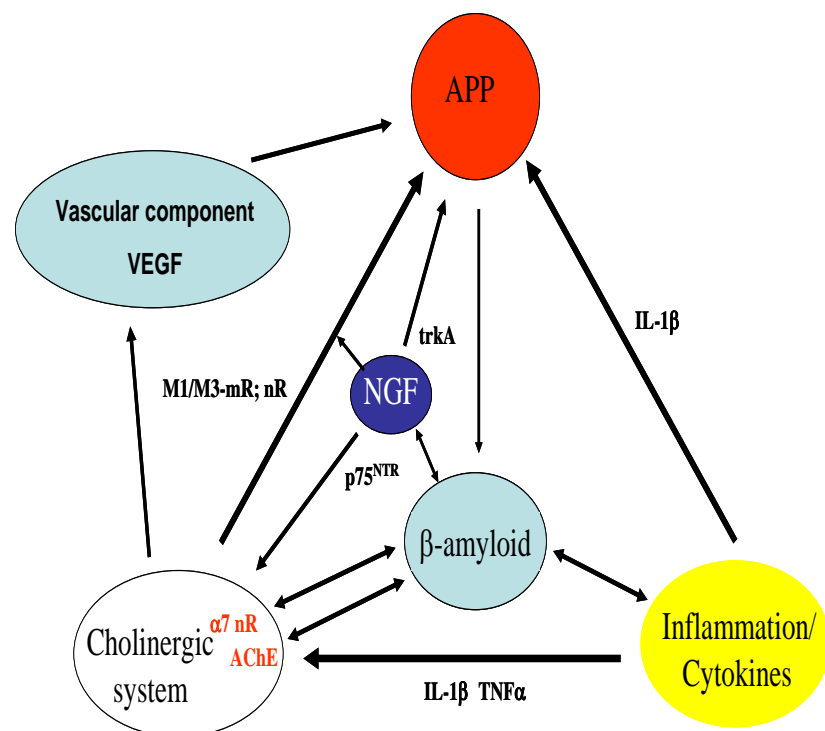 APP
Vascular component
VEGF
IL-1β
trkA
M1/M3-mR; nR
NGF
p75NTR
β-amyloid
α7 nR
Cholinergic
AChE
system
Inflammation/
Cytokines
IL-1β TNFα